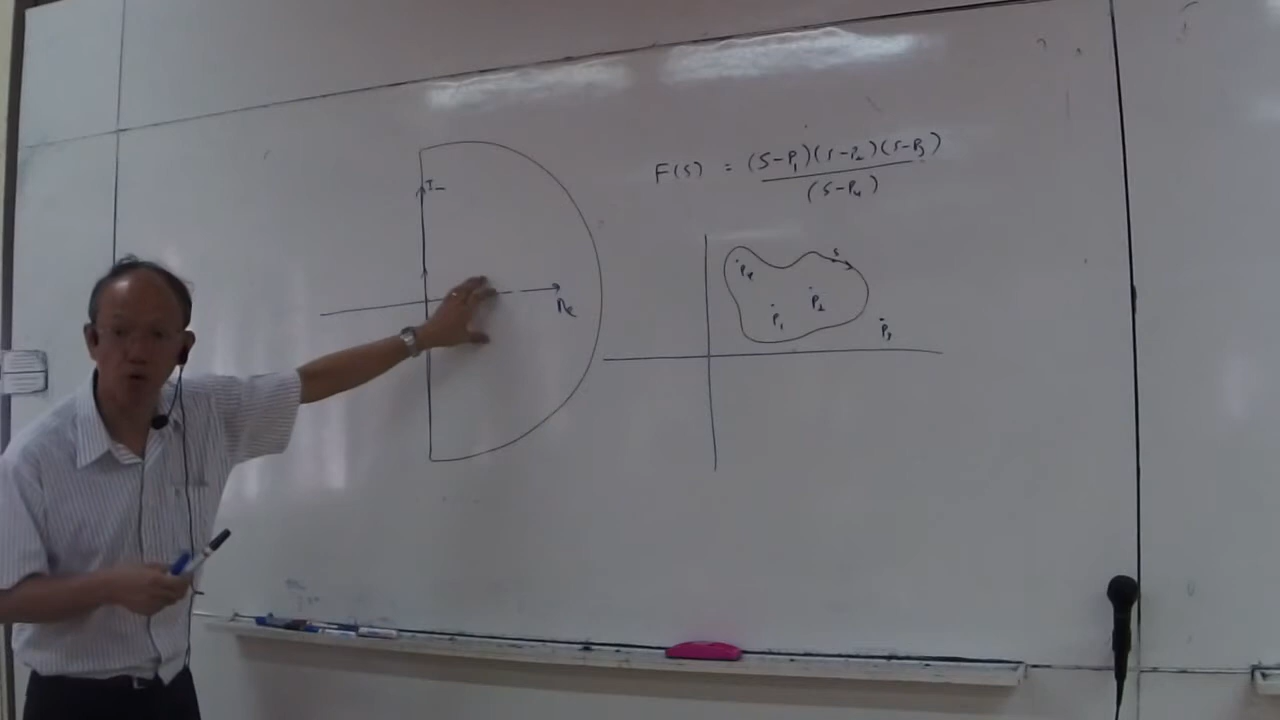 Im
Re
F(s) = (s-P1)(s-P2)(s-P3)
(s-P4)
s
P4
P2
P1
P3